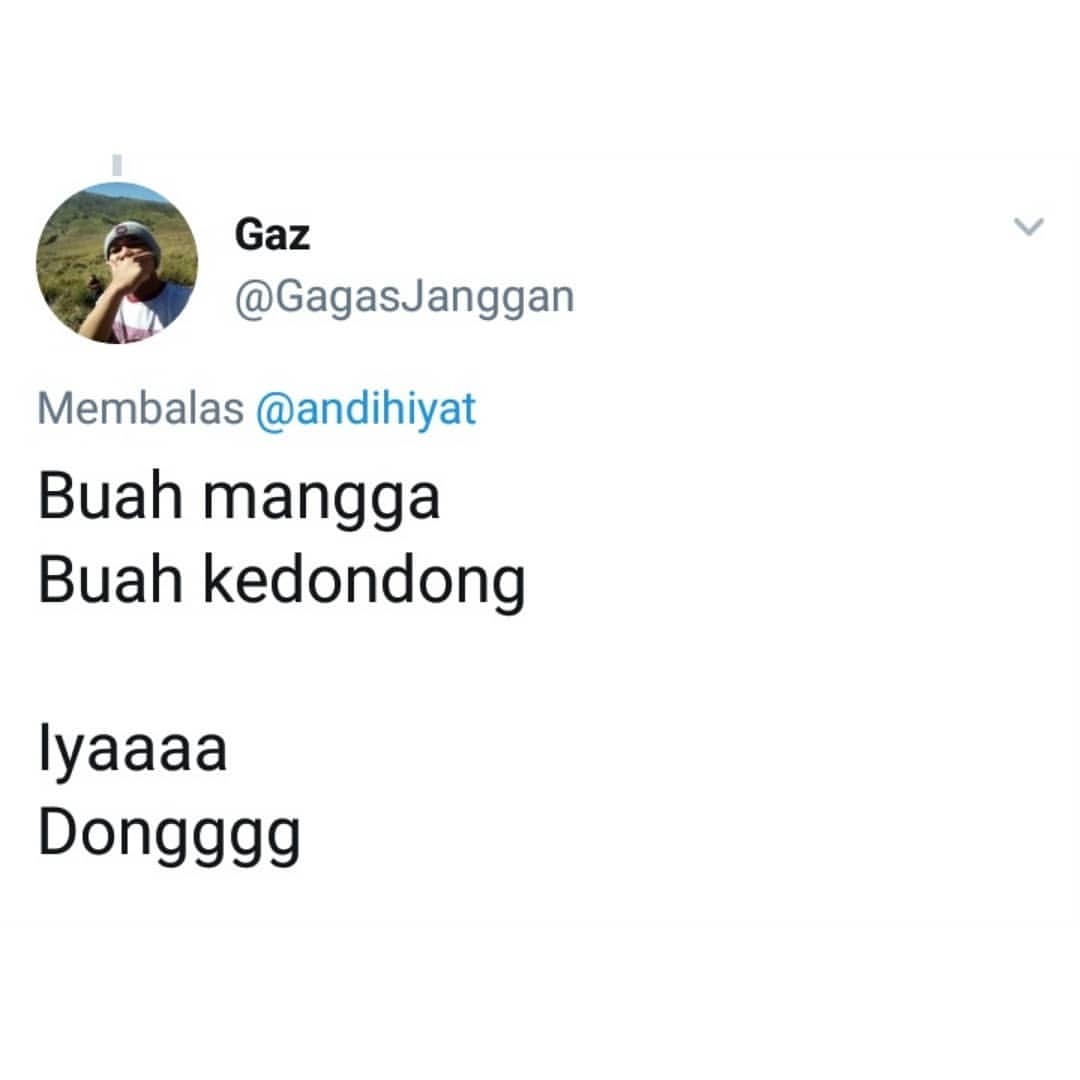 Gaz
@GagasJanggan
Membalas @andihiyat
Buah mangga
Buah kedondong
Iyaaaa
Dongggg